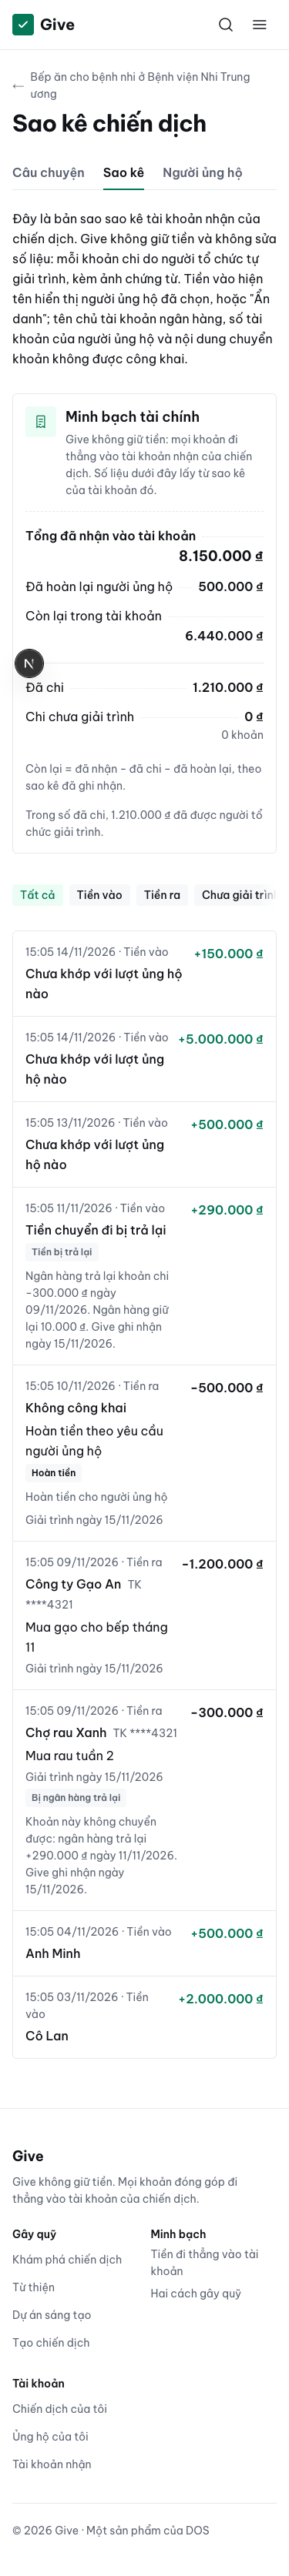 Give
← Bếp ăn cho bệnh nhi ở Bệnh viện Nhi Trung
ương
Sao kê chiến dịch
Câu chuyện Sao kê Người ủng hộ
Đây là bản sao sao kê tài khoản nhận của
chiến dịch. Give không giữ tiền và không sửa
số liệu: mỗi khoản chi do người tổ chức tự
giải trình, kèm ảnh chứng từ. Tiền vào hiện
tên hiển thị người ủng hộ đã chọn, hoặc "Ẩn
danh"; tên chủ tài khoản ngân hàng, số tài
khoản của người ủng hộ và nội dung chuyển
khoản không được công khai.
Minh bạch tài chính
Give không giữ tiền: mọi khoản đi
thẳng vào tài khoản nhận của chiến
dịch. Số liệu dưới đây lấy từ sao kê
của tài khoản đó.
Tổng đã nhận vào tài khoản
8.150.000 ₫
Đã hoàn lại người ủng hộ 500.000 ₫
Còn lại trong tài khoản
6.440.000 ₫
N
Đã chi 1.210.000 ₫
Chi chưa giải trình 0 ₫
0 khoản
Còn lại = đã nhận − đã chi − đã hoàn lại, theo
sao kê đã ghi nhận.
Trong số đã chi, 1.210.000 ₫ đã được người tổ
chức giải trình.
Tất cả Tiền vào Tiền ra Chưa giải trình
15:05 14/11/2026 · Tiền vào +150.000 ₫
Chưa khớp với lượt ủng hộ
nào
15:05 14/11/2026 · Tiền vào +5.000.000 ₫
Chưa khớp với lượt ủng
hộ nào
15:05 13/11/2026 · Tiền vào +500.000 ₫
Chưa khớp với lượt ủng
hộ nào
15:05 11/11/2026 · Tiền vào +290.000 ₫
Tiền chuyển đi bị trả lại
Tiền bị trả lại
Ngân hàng trả lại khoản chi
−300.000 ₫ ngày
09/11/2026. Ngân hàng giữ
lại 10.000 ₫. Give ghi nhận
ngày 15/11/2026.
15:05 10/11/2026 · Tiền ra −500.000 ₫
Không công khai
Hoàn tiền theo yêu cầu
người ủng hộ
Hoàn tiền
Hoàn tiền cho người ủng hộ
Giải trình ngày 15/11/2026
15:05 09/11/2026 · Tiền ra −1.200.000 ₫
Công ty Gạo An TK
****4321
Mua gạo cho bếp tháng
11
Giải trình ngày 15/11/2026
15:05 09/11/2026 · Tiền ra −300.000 ₫
Chợ rau Xanh TK ****4321
Mua rau tuần 2
Giải trình ngày 15/11/2026
Bị ngân hàng trả lại
Khoản này không chuyển
được: ngân hàng trả lại
+290.000 ₫ ngày 11/11/2026.
Give ghi nhận ngày
15/11/2026.
15:05 04/11/2026 · Tiền vào +500.000 ₫
Anh Minh
15:05 03/11/2026 · Tiền +2.000.000 ₫
vào
Cô Lan
Give
Give không giữ tiền. Mọi khoản đóng góp đi
thẳng vào tài khoản của chiến dịch.
Gây quỹ
Khám phá chiến dịch
Từ thiện
Dự án sáng tạo
Tạo chiến dịch
Minh bạch
Tiền đi thẳng vào tài
khoản
Hai cách gây quỹ
Tài khoản
Chiến dịch của tôi
Ủng hộ của tôi
Tài khoản nhận
© 2026 Give · Một sản phẩm của DOS